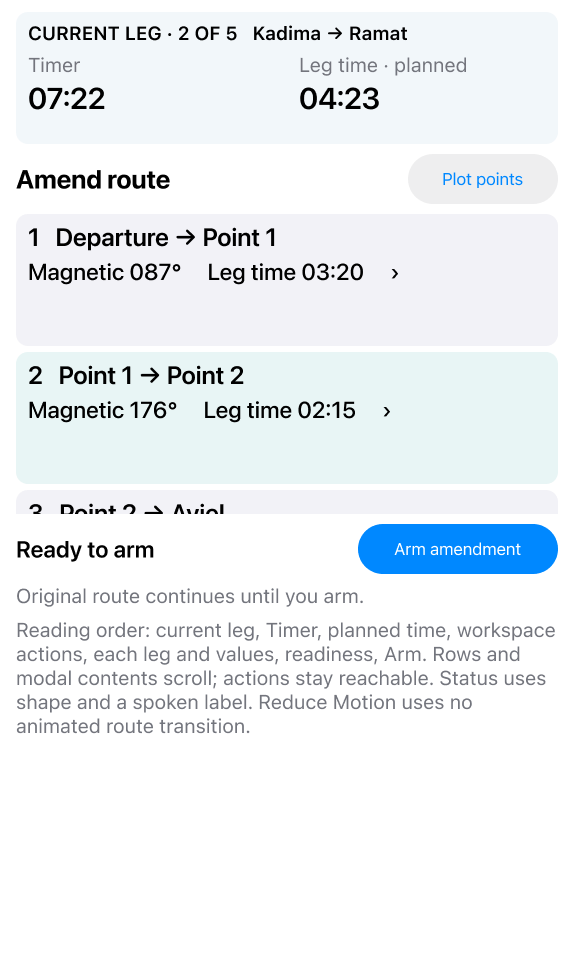 CURRENT LEG · 2 OF 5 Kadima → Ramat
Timer
Leg time · planned
07:22
04:23
Amend route
Plot points
1 Departure → Point 1
Magnetic 087° Leg time 03:20 ›
2 Point 1 → Point 2
Magnetic 176° Leg time 02:15 ›
3 Point 2 → Aviel
Ready to arm
Arm amendment
Original route continues until you arm.
Reading order: current leg, Timer, planned time, workspace
actions, each leg and values, readiness, Arm. Rows and
modal contents scroll; actions stay reachable. Status uses
shape and a spoken label. Reduce Motion uses no
animated route transition.